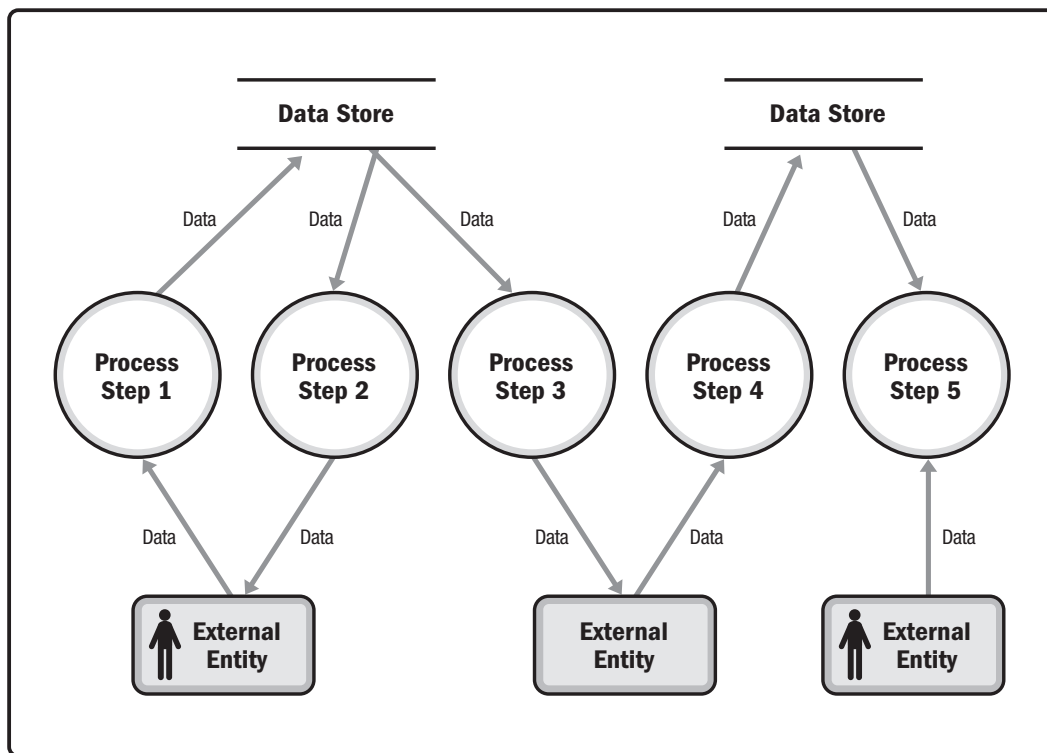 Data Store
Data Store
Data
Data
Data
Data
Data
Process
Step 1
Process
Step 2
Process
Step 3
Process
Step 4
Process
Step 5
Data
Data
Data
Data
Data
External
Entity
External
Entity
External
Entity